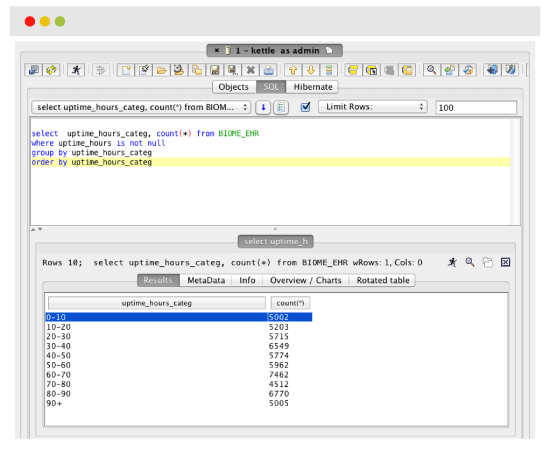 1 - kettle as admin
Objects SQL Hibernate
select uptime_hours_categ, count(*) from BIOM... Limit Rows: 100
select uptime_hours_categ, count(*) from BIOME_EHR
where uptime_hours is not null
group by uptime_hours_categ
order by uptime_hours_categ
select uptime_h
Rows 10; select uptime_hours_categ, count(*) from BIOME_EHR wRows: 1, Cols: 0
Results MetaData Info Overview / Charts Rotated table
uptime_hours_categ count(*)
0-10 5002
10-20 5203
20-30 5715
30-40 6549
40-50 5774
50-60 5962
60-70 7462
70-80 4512
80-90 6770
90+ 5005